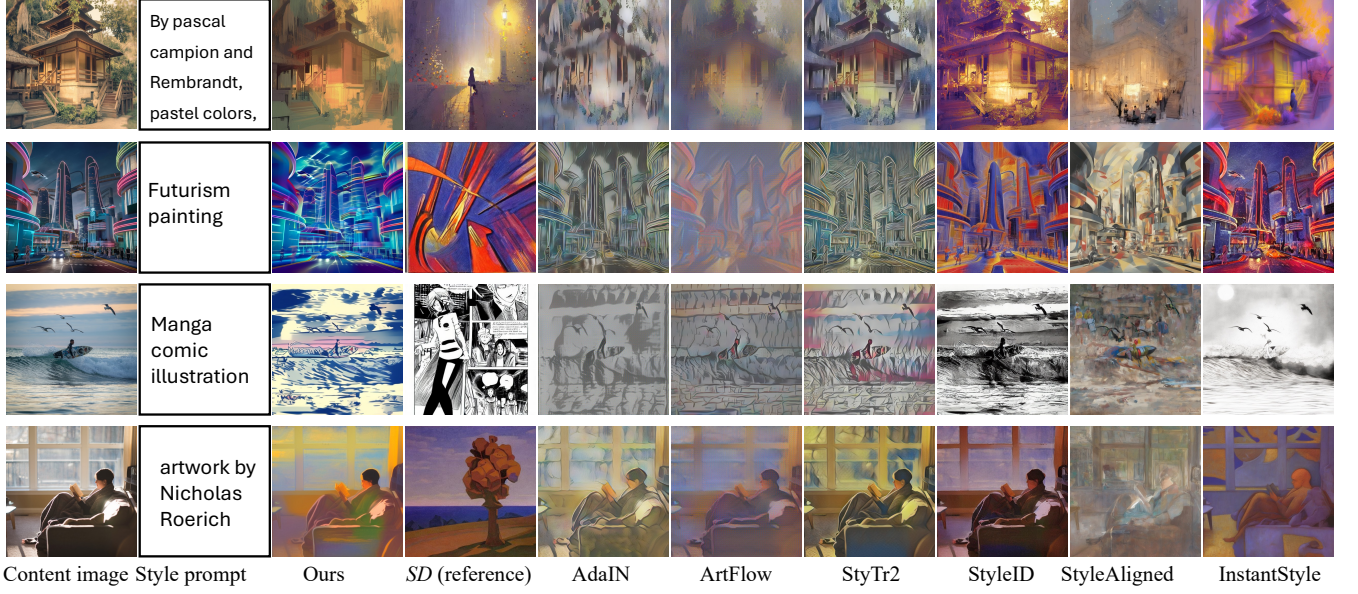 By pascal
campion and
Rembrandt,
pastel colors,
Futurism
painting
Manga
comic
illustration
artwork by
Nicholas
Roerich
Content image Style prompt Ours SD (reference) AdaIN ArtFlow StyTr2 StyleID StyleAligned InstantStyle